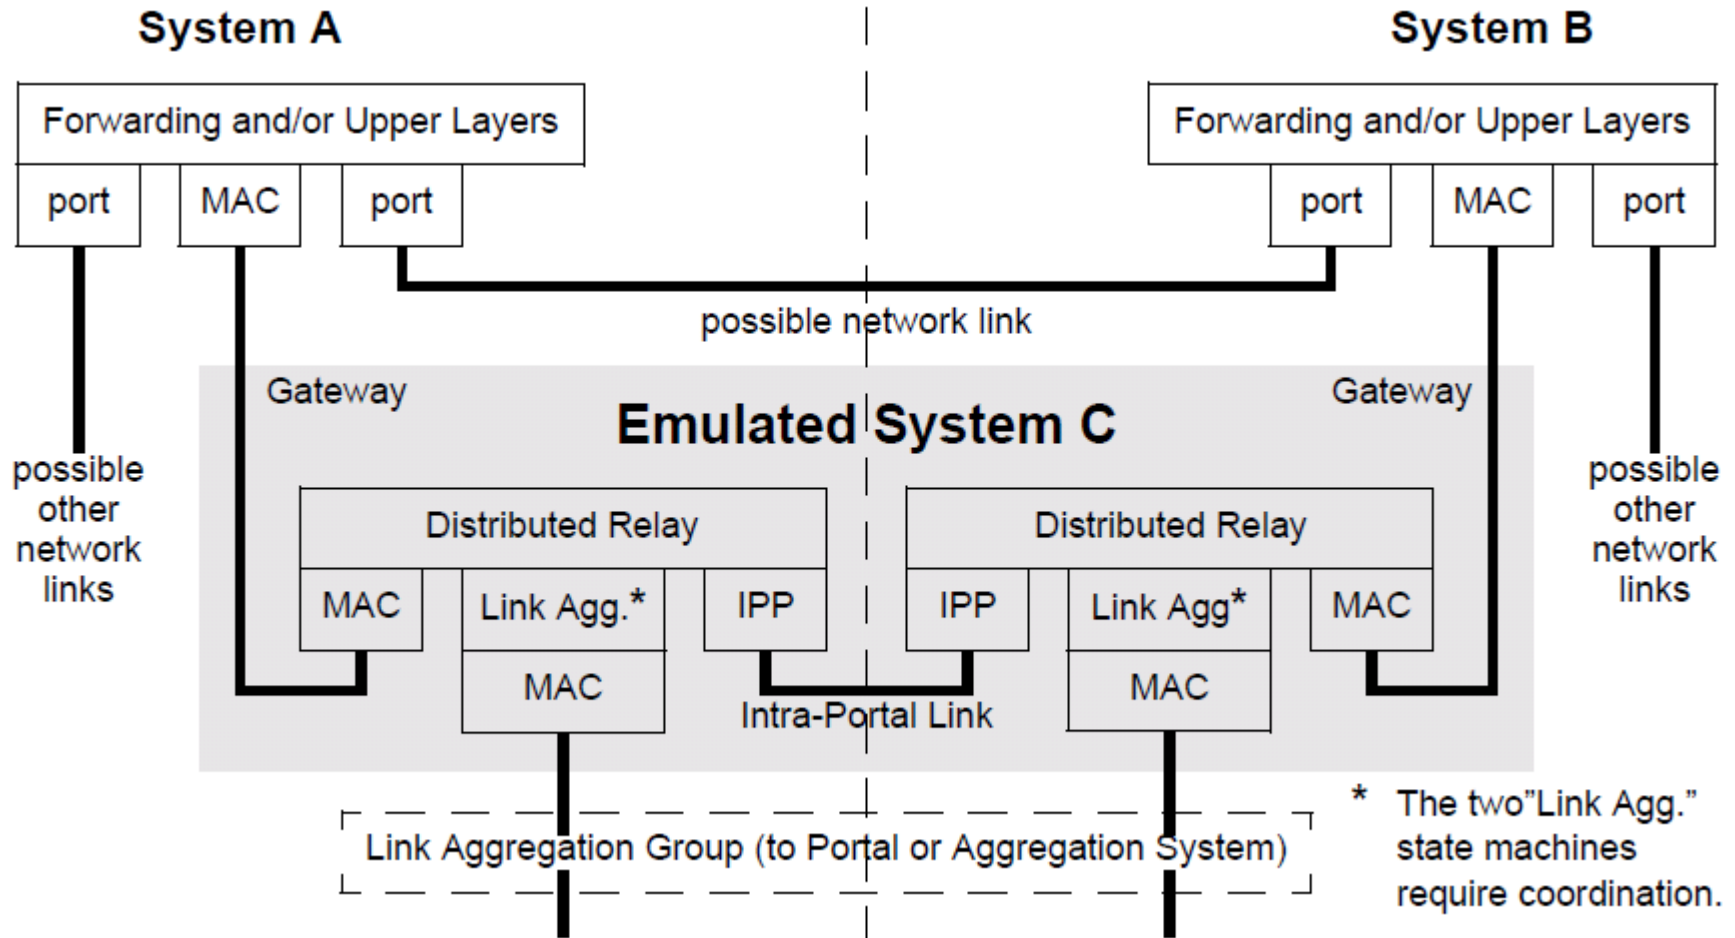 System A
System B
Forwarding and/or Upper Layers
Forwarding and/or Upper Layers
port
MAC
port
port
MAC
port
possible network link
Gateway
Gateway
Emulated System C
possible
other
network
links
possible
other
network
links
Distributed Relay
Distributed Relay
MAC
Link Agg.*
IPP
IPP
Link Agg*
MAC
MAC
MAC
Intra-Portal Link
Link Aggregation Group (to Portal or Aggregation System)
* The two"Link Agg."
state machines
require coordination.